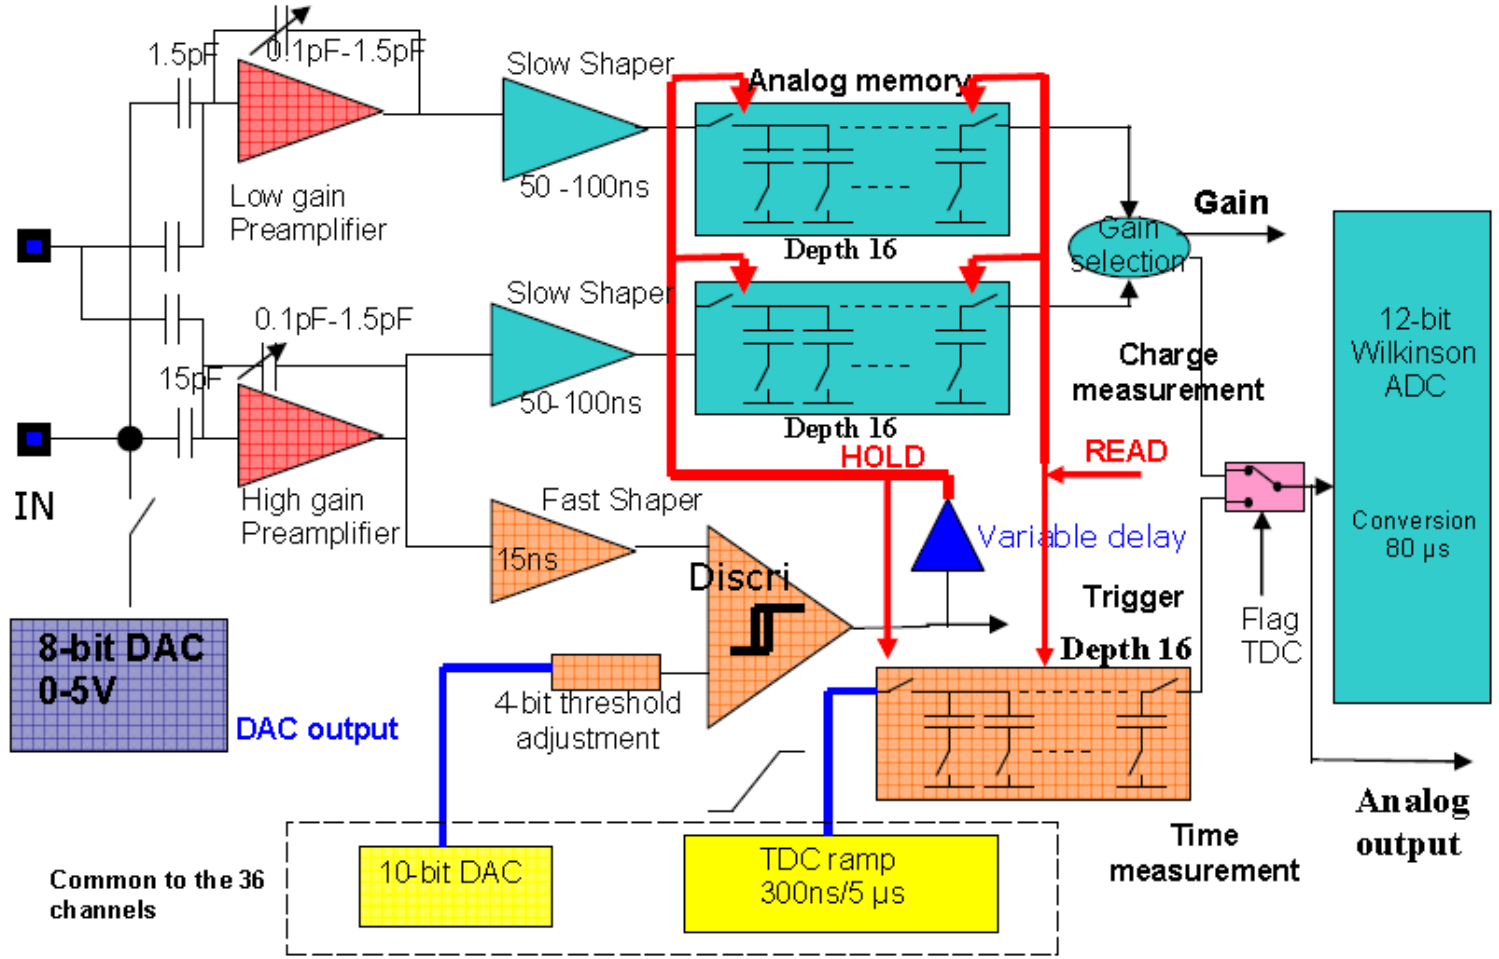 1.5pF
0.1pF-1.5pF
Slow Shaper
Analog memory
Low gain
Preamplifier
50 -100ns
Depth 16
Gain
selection
Gain
Slow Shaper
0.1pF-1.5pF
15pF
50-100ns
Depth 16
Charge
measurement
12-bit
Wilkinson
ADC
Conversion
80 µs
HOLD
READ
IN
High gain
Preamplifier
Fast Shaper
15ns
Discri
Variable delay
Trigger
Flag
TDC
8-bit DAC
0-5V
DAC output
4-bit threshold
adjustment
Depth 16
Time
measurement
Analog
output
Common to the 36
channels
10-bit DAC
TDC ramp
300ns/5 µs